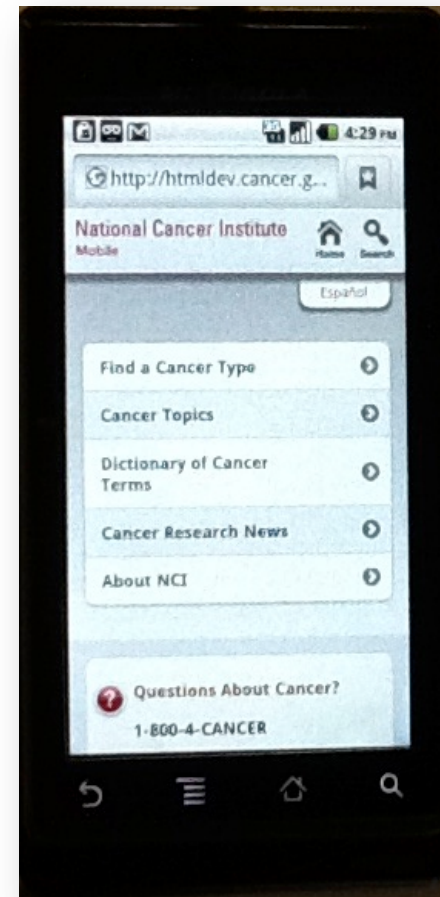 4:29 PM
http://htmldev.cancer.g...
National Cancer Institute
Mobile
Home Search
Español
Find a Cancer Type
Cancer Topics
Dictionary of Cancer
Terms
Cancer Research News
About NCI
Questions About Cancer?
1-800-4-CANCER